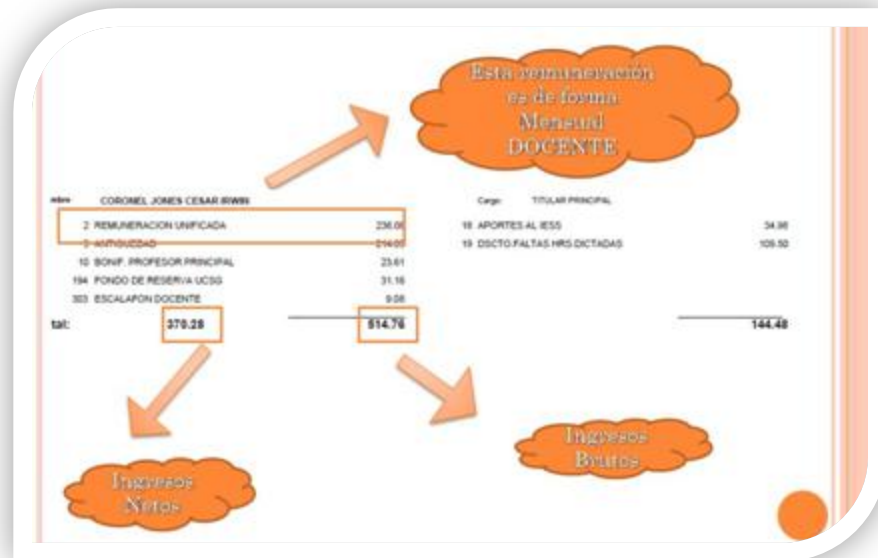 Esta remuneración
es de forma
Mensual
DOCENTE
CORONEL JONES CESAR IRWIN
Cargo: TITULAR PRINCIPAL
2 REMUNERACION UNIFICADA 236.06
18 APORTES AL IESS 34.98
3 ANTIGUEDAD
19 DSCTO.FALTAS HRS.DICTADAS 109.50
10 BONIF. PROFESOR PRINCIPAL 23.61
194 FONDO DE RESERVA UCSG 31.16
303 ESCALAFON DOCENTE 9.08
tal: 370.28 514.76 144.48
Ingresos
Brutos
Ingresos
Netos